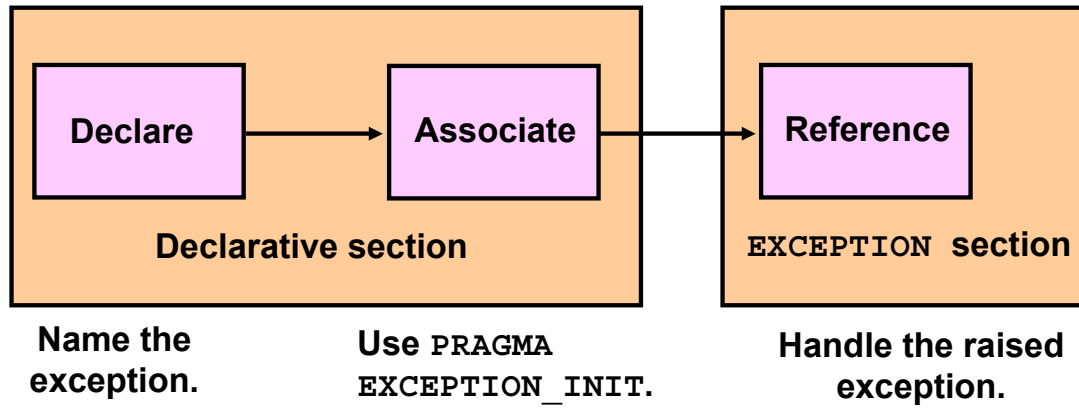 Declare
Associate
Reference
Declarative section
EXCEPTION section
Name the
exception.
Use PRAGMA
EXCEPTION_INIT.
Handle the raised
exception.